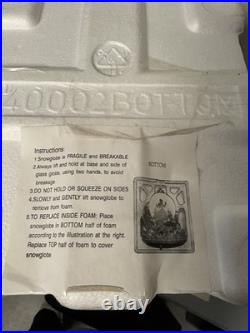 40002BOTTOM
Instructions:
1.Snowglobe is FRAGILE and BREAKABLE
2.Always lift and hold at base and side of
glass globe, using two hands, to avoid
breakage
3.DO NOT HOLD OR SQUEEZE ON SIDES
4.SLOWLY and GENTLY lift snowglobe to
remove from foam.
5.TO REPLACE INSIDE FOAM: Place
snowglobe in BOTTOM half of foam
according to the illustration at the right.
Replace TOP half of foam to cover
snowglobe
BOTTOM